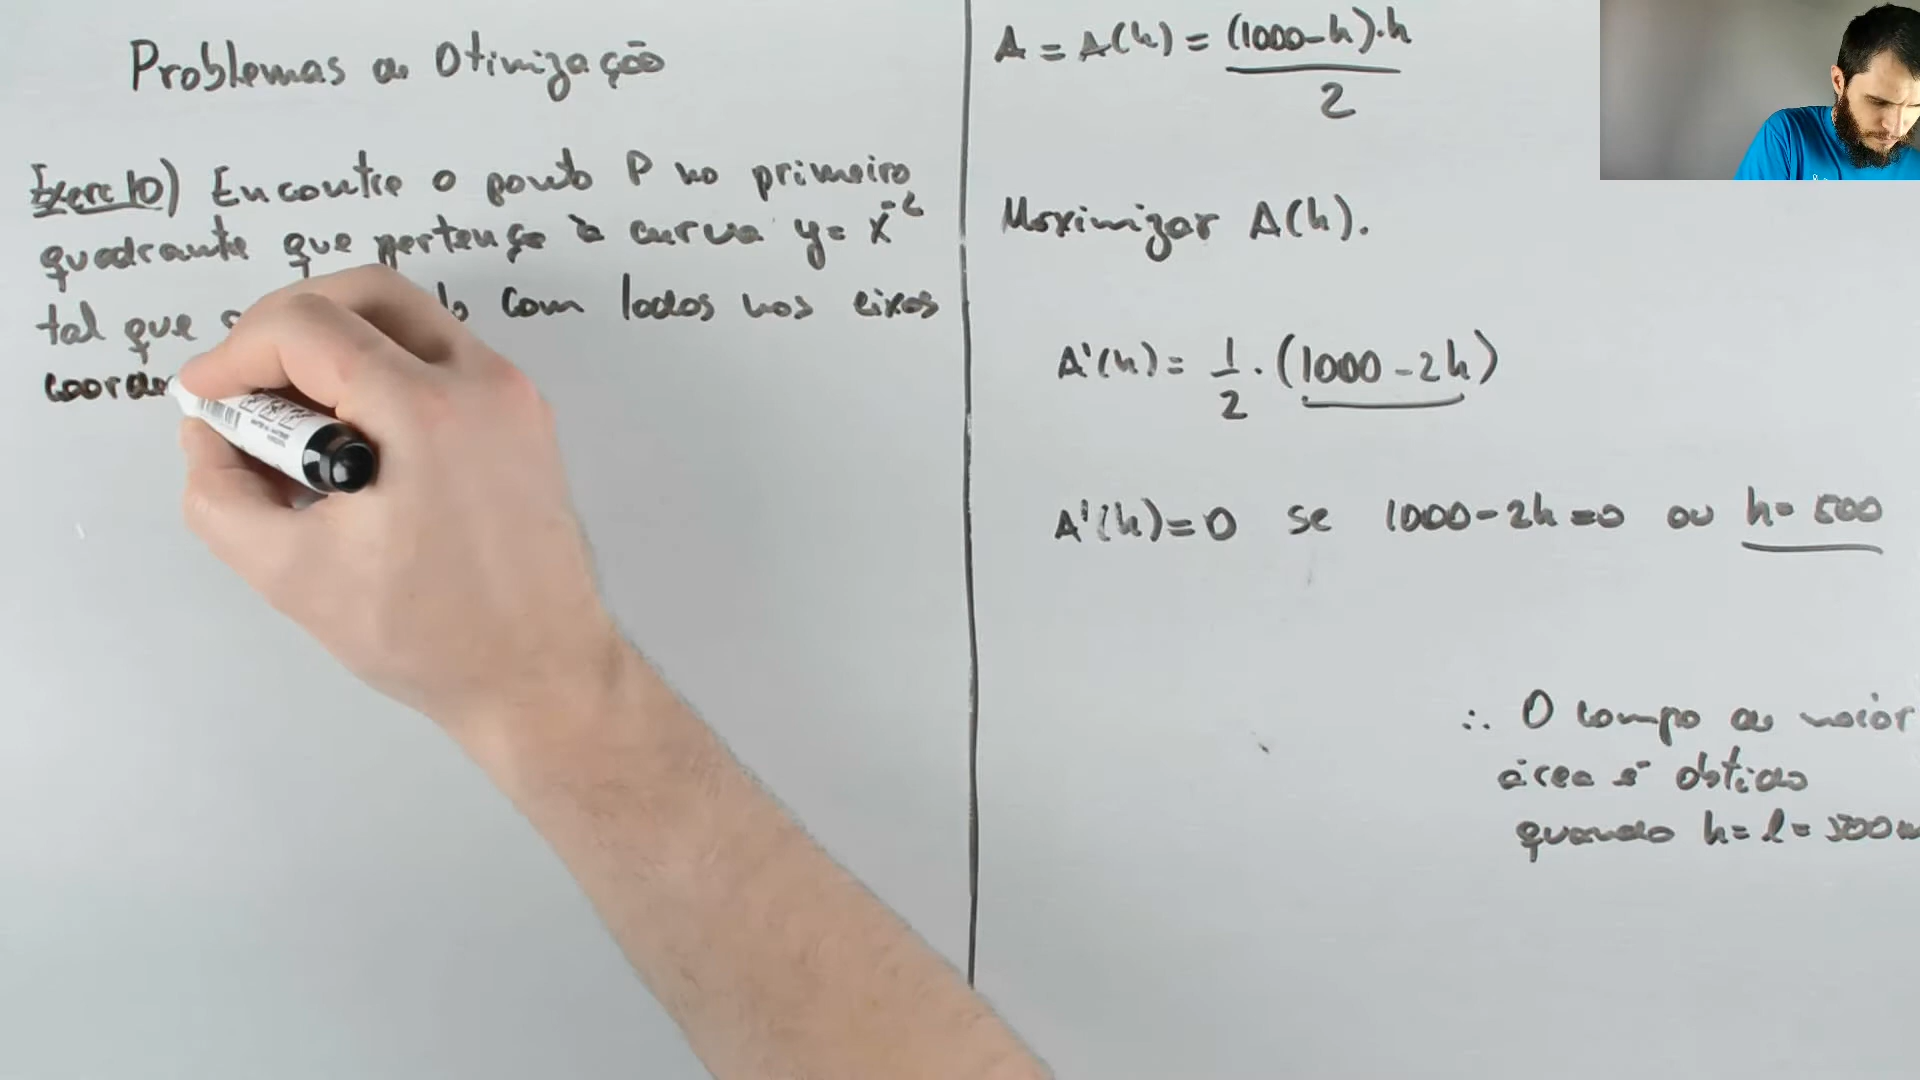 Problemas de Otimização
Exerc 10) Encontre o ponto P no primeiro
quadrante que pertença à curva y = x⁻²
tal que com lados nos eixos
coorde
A = A(h) = (1000-h).h
2
Maximizar A(h).
A'(h) = 1/2 . (1000 - 2h)
A'(h) = 0 se 1000 - 2h = 0 ou h = 500
∴ O campo de maior
área é obtido
quando h = l = 500 m